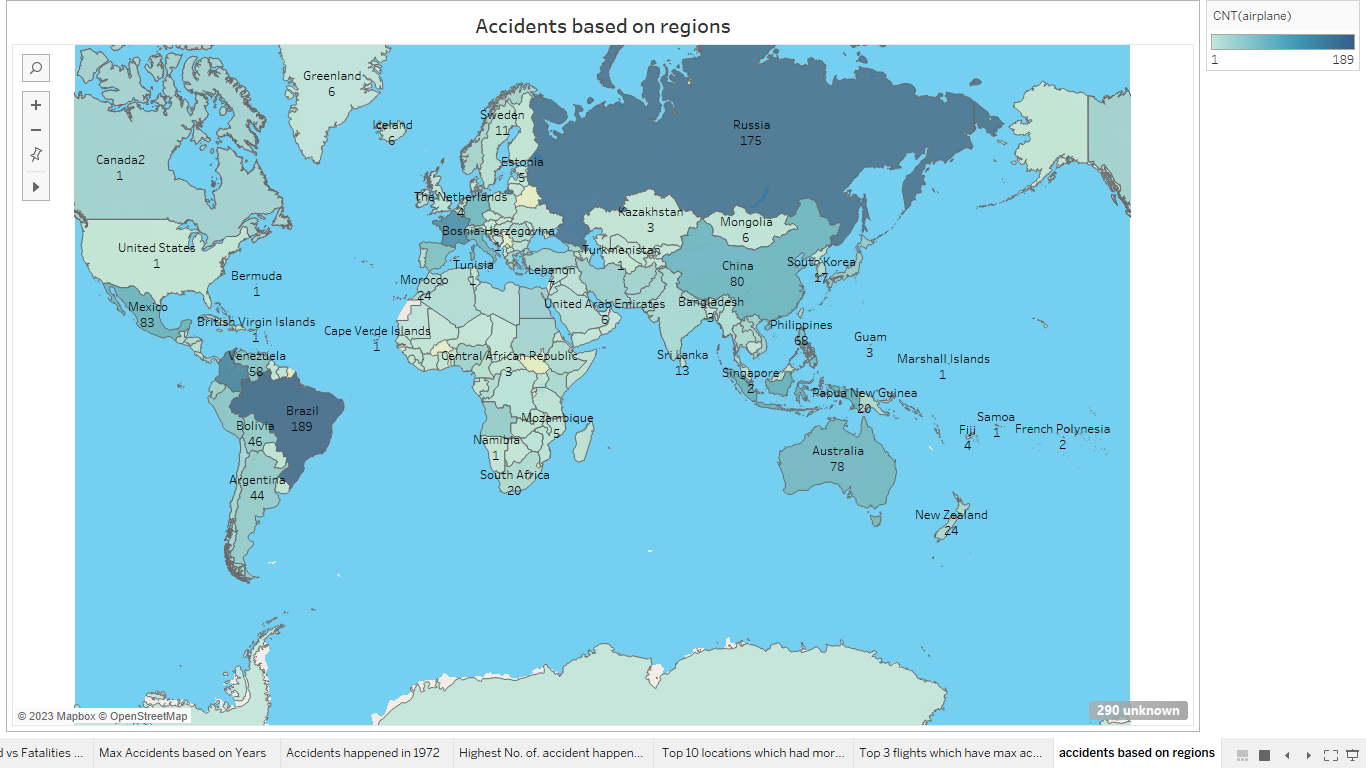 Accidents based on regions
CNT(airplane)
1
189
Greenland
6
Iceland
6
Sweden
11
Russia
175
Canada2
1
Estonia
5
The Netherlands
4
Kazakhstan
3
Mongolia
6
Bosnia-Herzegovina
1
United States
1
Turkmenistan
1
South Korea
17
China
80
Tunisia
1
Lebanon
7
Bermuda
1
Morocco
24
United Arab Emirates
6
Bangladesh
3
Mexico
83
British Virgin Islands
1
Cape Verde Islands
1
Philippines
68
Guam
3
Venezuela
58
Central African Republic
3
Sri Lanka
13
Marshall Islands
1
Singapore
2
Papua New Guinea
20
Brazil
189
Mozambique
5
Samoa
1
Bolivia
46
Fiji
4
French Polynesia
2
Namibia
1
Australia
78
Argentina
44
South Africa
20
New Zealand
24
© 2023 Mapbox © OpenStreetMap
290 unknown
d vs Fatalities ...
Max Accidents based on Years
Accidents happened in 1972
Highest No. of. accident happen...
Top 10 locations which had mor...
Top 3 flights which have max ac...
accidents based on regions